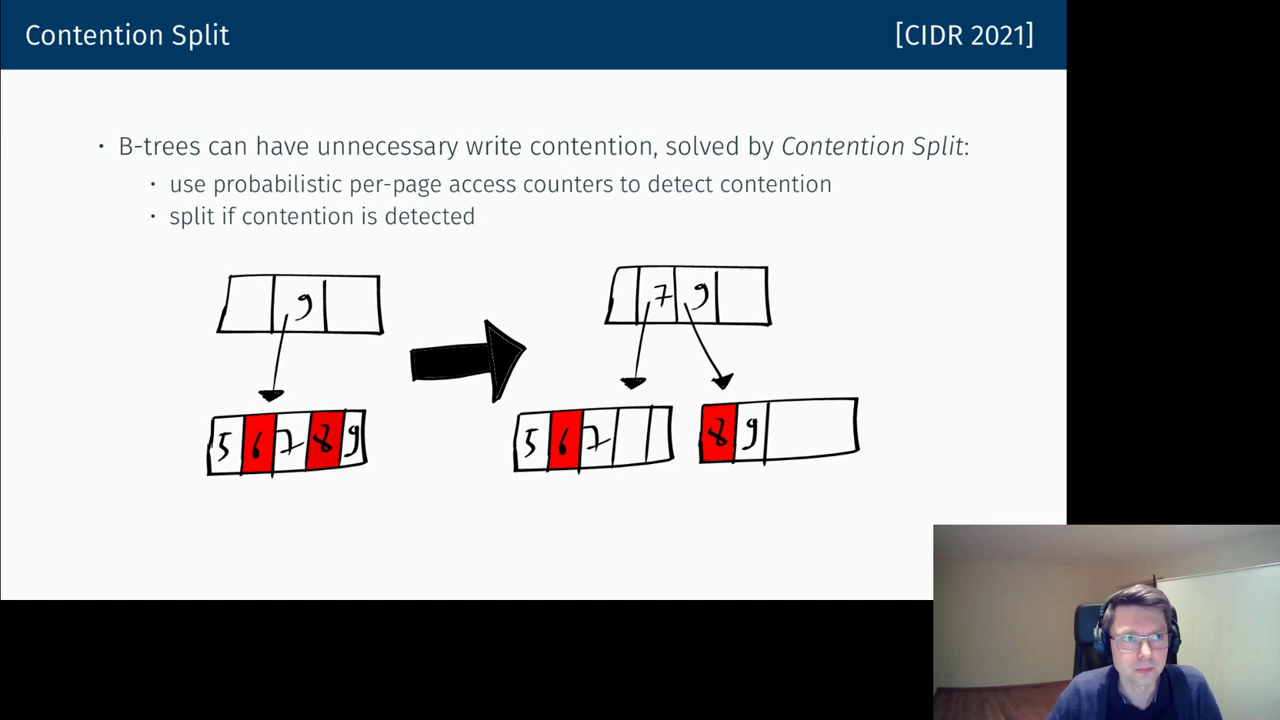 Contention Split [CIDR 2021]
• B-trees can have unnecessary write contention, solved by Contention Split:
• use probabilistic per-page access counters to detect contention
• split if contention is detected
9
7 9
5 6 7 8 9
5 6 7
8 9